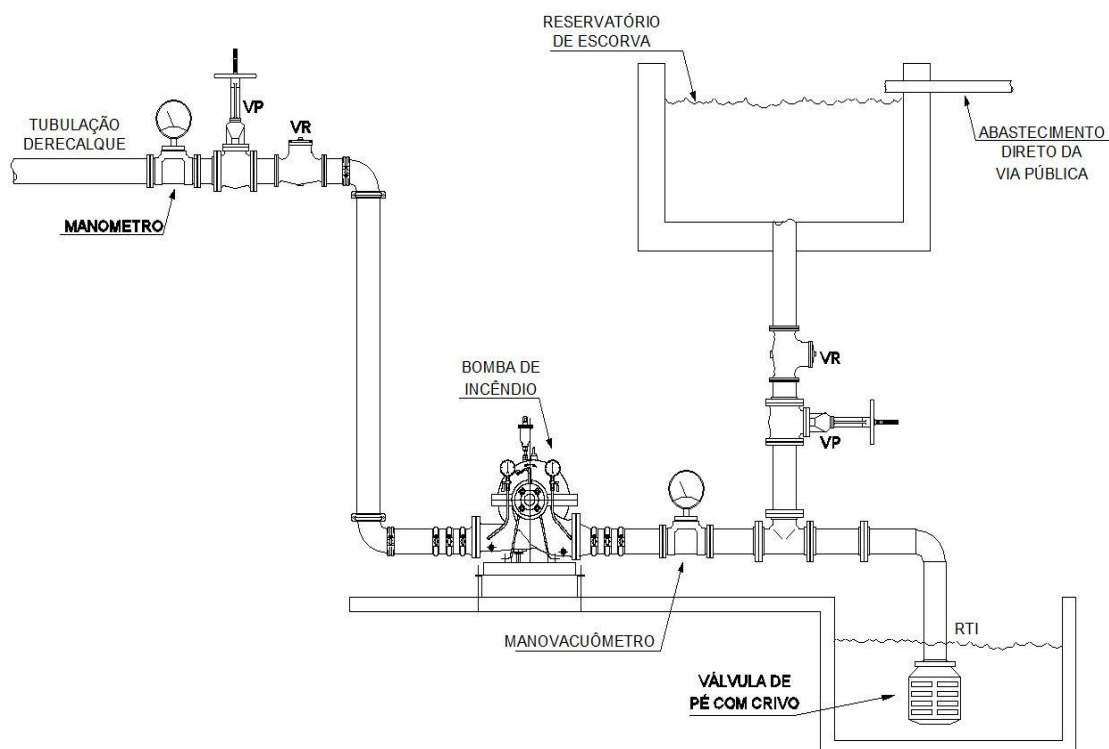 RESERVATÓRIO
DE ESCORVA
VP
VR
TUBULAÇÃO
DERECALQUE
ABASTECIMENTO
DIRETO DA
VIA PÚBLICA
MANOMETRO
VR
BOMBA DE
INCÊNDIO
VP
MANOVACUÔMETRO
RTI
VÁLVULA DE
PÉ COM CRIVO